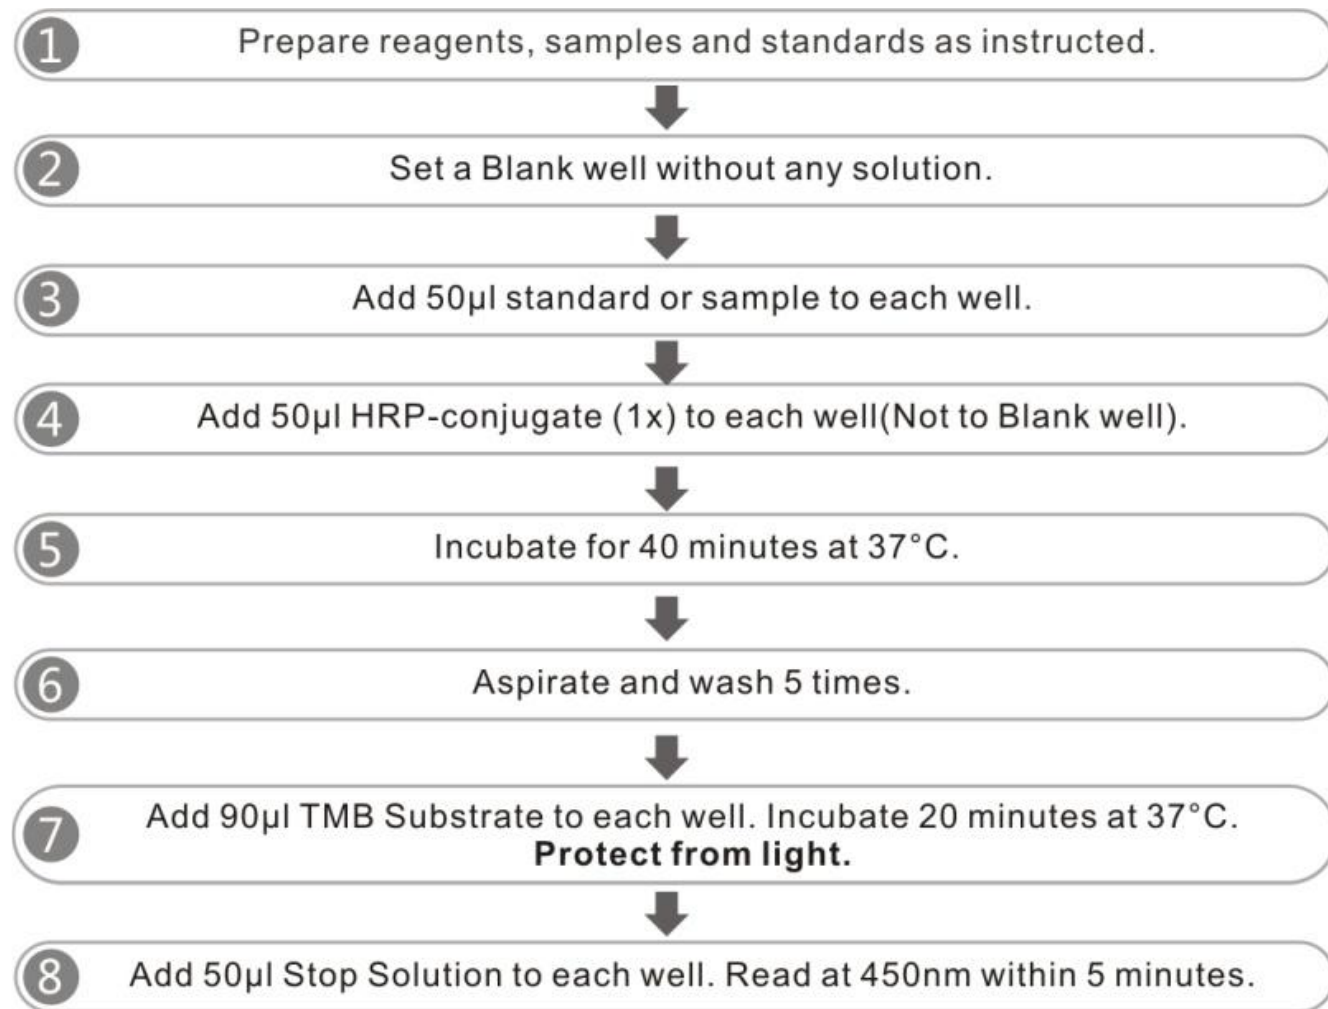 1
Prepare reagents, samples and standards as instructed.
2
Set a Blank well without any solution.
3
Add 50µl standard or sample to each well.
4
Add 50µl HRP-conjugate (1x) to each well(Not to Blank well).
5
Incubate for 40 minutes at 37°C.
6
Aspirate and wash 5 times.
7
Add 90µl TMB Substrate to each well. Incubate 20 minutes at 37°C.
Protect from light.
8
Add 50µl Stop Solution to each well. Read at 450nm within 5 minutes.